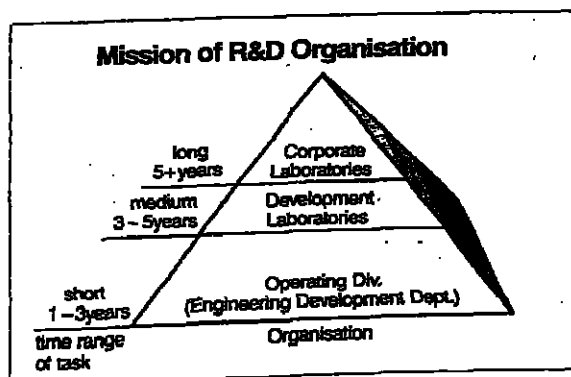 Mission of R&D Organisation
long
5+years
Corporate
Laboratories
medium
3-5years
Development
Laboratories
short
1-3years
Operating Div.
(Engineering Development Dept.)
time range
of task
Organisation